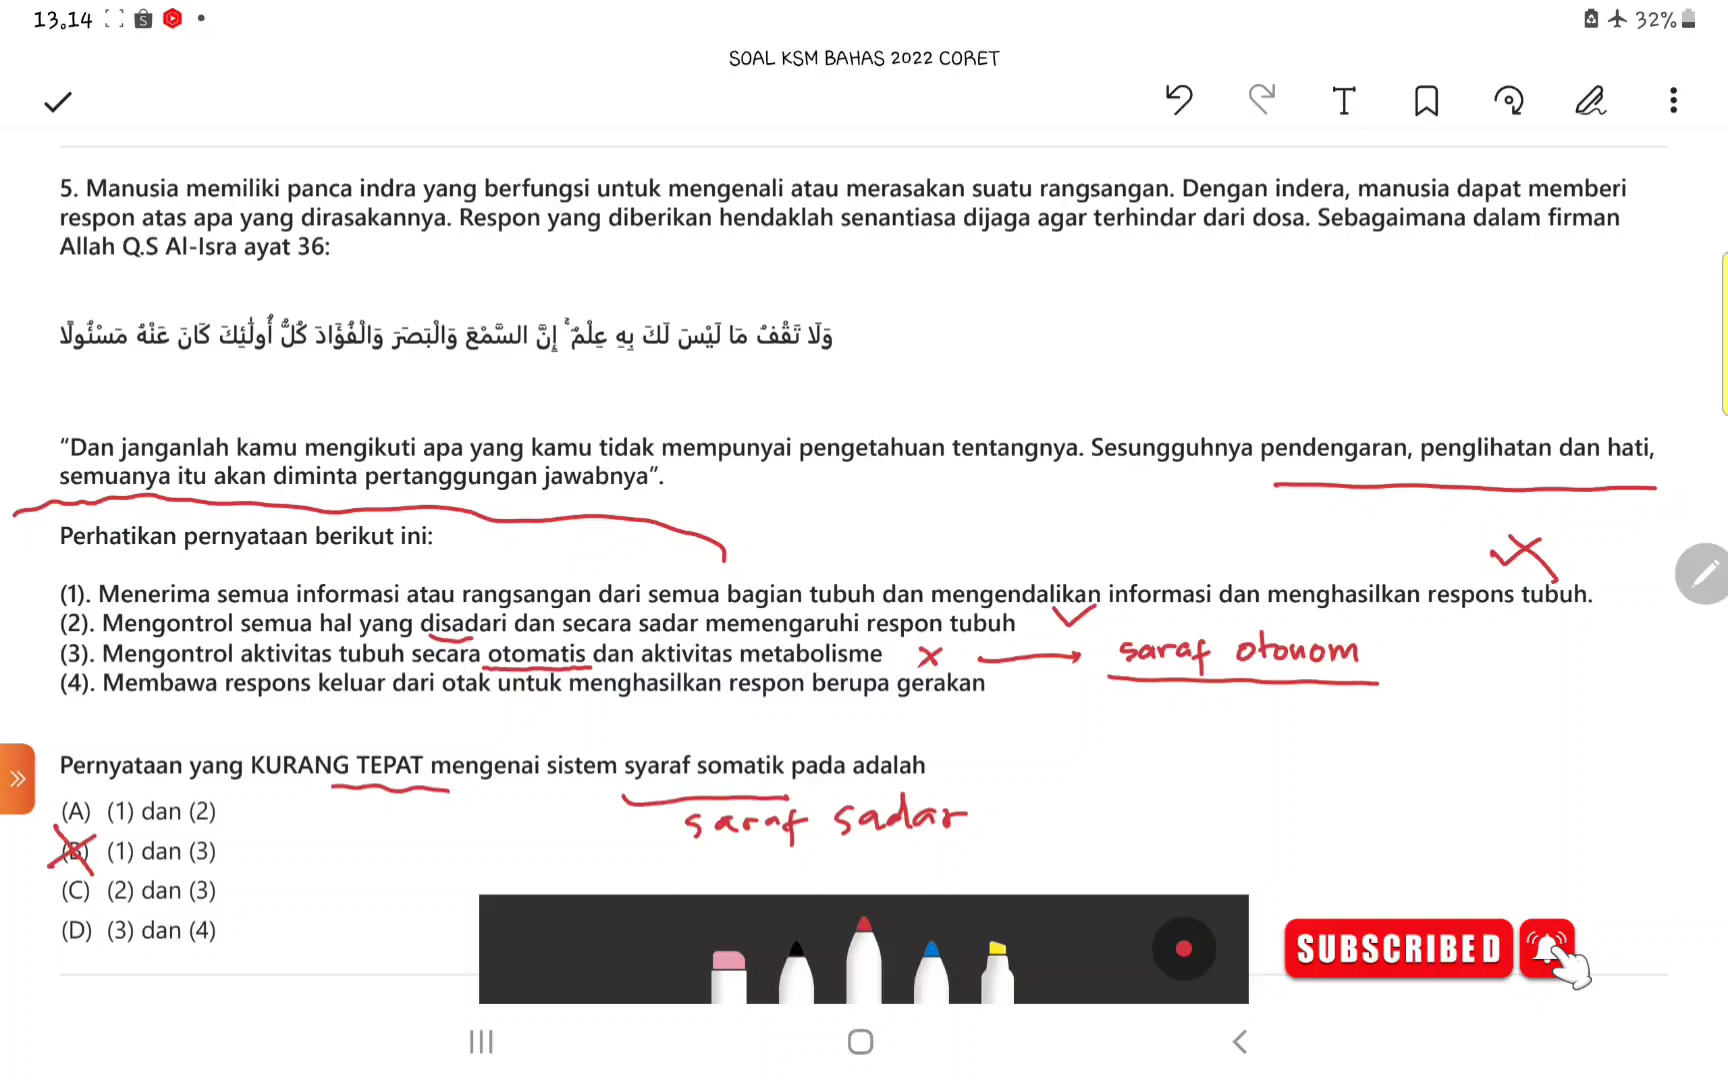 13.14
32%
SOAL KSM BAHAS 2022 CORET
5. Manusia memiliki panca indra yang berfungsi untuk mengenali atau merasakan suatu rangsangan. Dengan indera, manusia dapat memberi
respon atas apa yang dirasakannya. Respon yang diberikan hendaklah senantiasa dijaga agar terhindar dari dosa. Sebagaimana dalam firman
Allah Q.S Al-Isra ayat 36:
وَلَا تَقْفُ مَا لَيْسَ لَكَ بِهِ عِلْمٌ ۚ إِنَّ السَّمْعَ وَالْبَصَرَ وَالْفُؤَادَ كُلُّ أُولَٰئِكَ كَانَ عَنْهُ مَسْئُولًا
“Dan janganlah kamu mengikuti apa yang kamu tidak mempunyai pengetahuan tentangnya. Sesungguhnya pendengaran, penglihatan dan hati,
semuanya itu akan diminta pertanggungan jawabnya”.
Perhatikan pernyataan berikut ini:
(1). Menerima semua informasi atau rangsangan dari semua bagian tubuh dan mengendalikan informasi dan menghasilkan respons tubuh.
(2). Mengontrol semua hal yang disadari dan secara sadar memengaruhi respon tubuh
(3). Mengontrol aktivitas tubuh secara otomatis dan aktivitas metabolisme
saraf otonom
(4). Membawa respons keluar dari otak untuk menghasilkan respon berupa gerakan
Pernyataan yang KURANG TEPAT mengenai sistem syaraf somatik pada adalah
saraf sadar
(A) (1) dan (2)
(B) (1) dan (3)
(C) (2) dan (3)
(D) (3) dan (4)
SUBSCRIBED